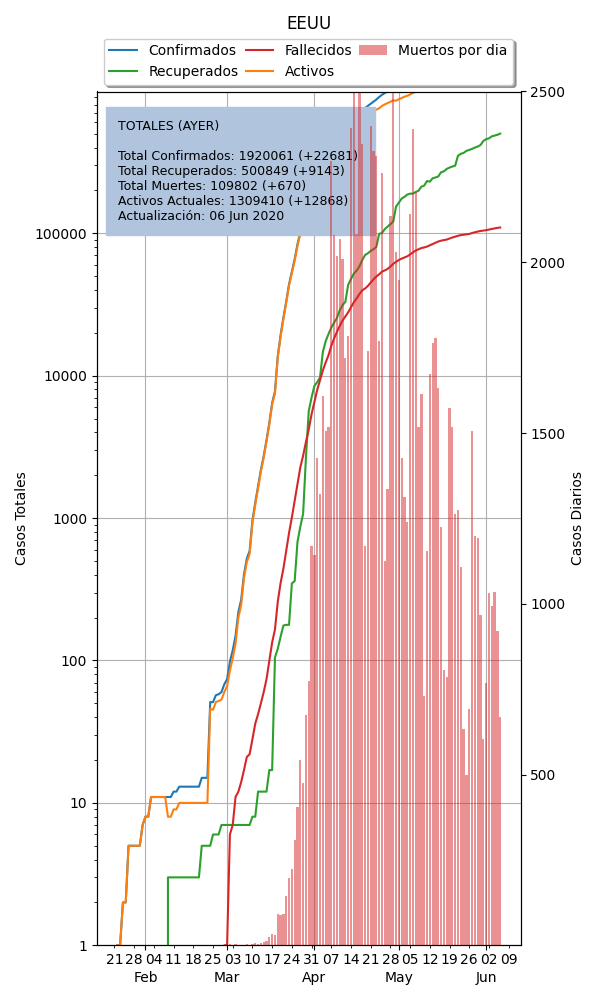 EEUU
Confirmados Fallecidos Muertos por dia
Recuperados Activos
TOTALES (AYER)
Total Confirmados: 1920061 (+22681)
Total Recuperados: 500849 (+9143)
Total Muertes: 109802 (+670)
Activos Actuales: 1309410 (+12868)
Actualización: 06 Jun 2020
Casos Totales
100000
10000
1000
100
10
1
2500
2000
1500
1000
500
Casos Diarios
21 28 04 11 18 25 03 10 17 24 31 07 14 21 28 05 12 19 26 02 09
Feb Mar Apr May Jun